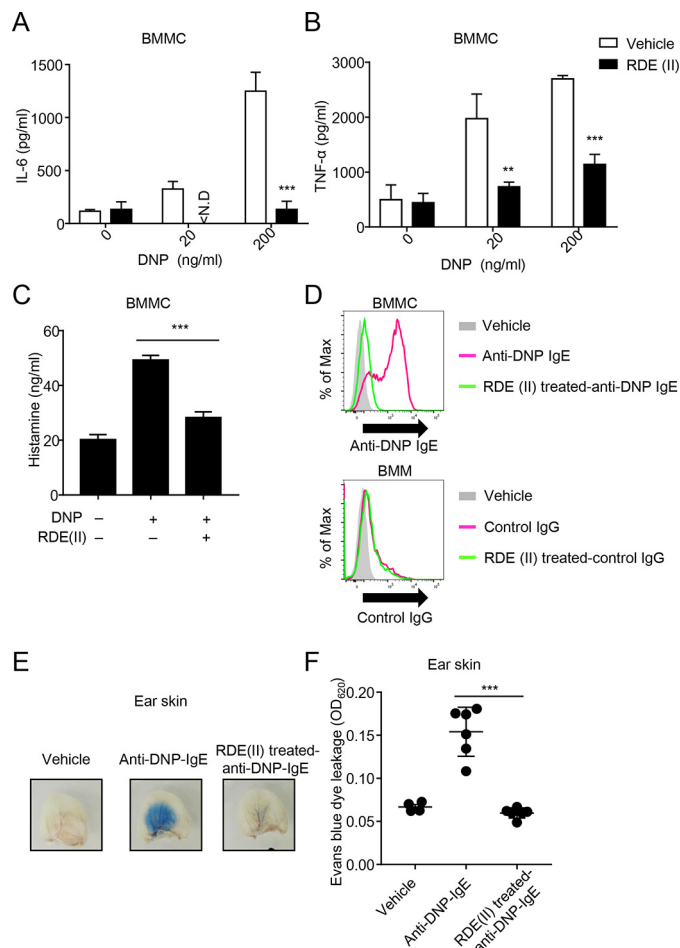 A
BMMC
1500
1000
500
0
IL-6 (pg/ml)
<N.D
***
0
20
200
DNP (ng/ml)
B
BMMC
Vehicle
RDE (II)
3000
2000
1000
0
TNF-α (pg/ml)
**
***
0
20
200
DNP (ng/ml)
C
BMMC
***
60
40
20
0
Histamine (ng/ml)
DNP – + +
RDE(II) – – +
D
BMMC
% of Max
Anti-DNP IgE
Vehicle
Anti-DNP IgE
RDE (II) treated-anti-DNP IgE
BMM
% of Max
Control IgG
Vehicle
Control IgG
RDE (II) treated-control IgG
E
Ear skin
Vehicle
Anti-DNP-IgE
RDE(II) treated-
anti-DNP-IgE
F
Ear skin
***
0.20
0.15
0.10
0.05
0.00
Evans blue dye leakage (OD620)
Vehicle
Anti-DNP-IgE
RDE(II) treated-
anti-DNP-IgE